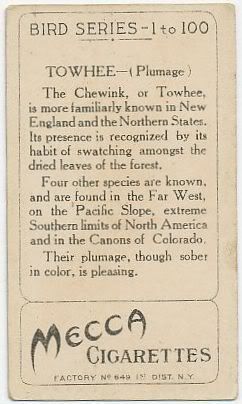 BIRD SERIES - 1 to 100
TOWHEE—(Plumage)
The Chewink, or Towhee,
is more familiarly known in New
England and the Northern States.
Its presence is recognized by its
habit of swatching amongst the
dried leaves of the forest.
Four other species are known,
and are found in the Far West,
on the Pacific Slope, extreme
Southern limits of North America
and in the Canons of Colorado.
Their plumage, though sober
in color, is pleasing.
MECCA
CIGARETTES
FACTORY No 649 1ST DIST. N.Y.